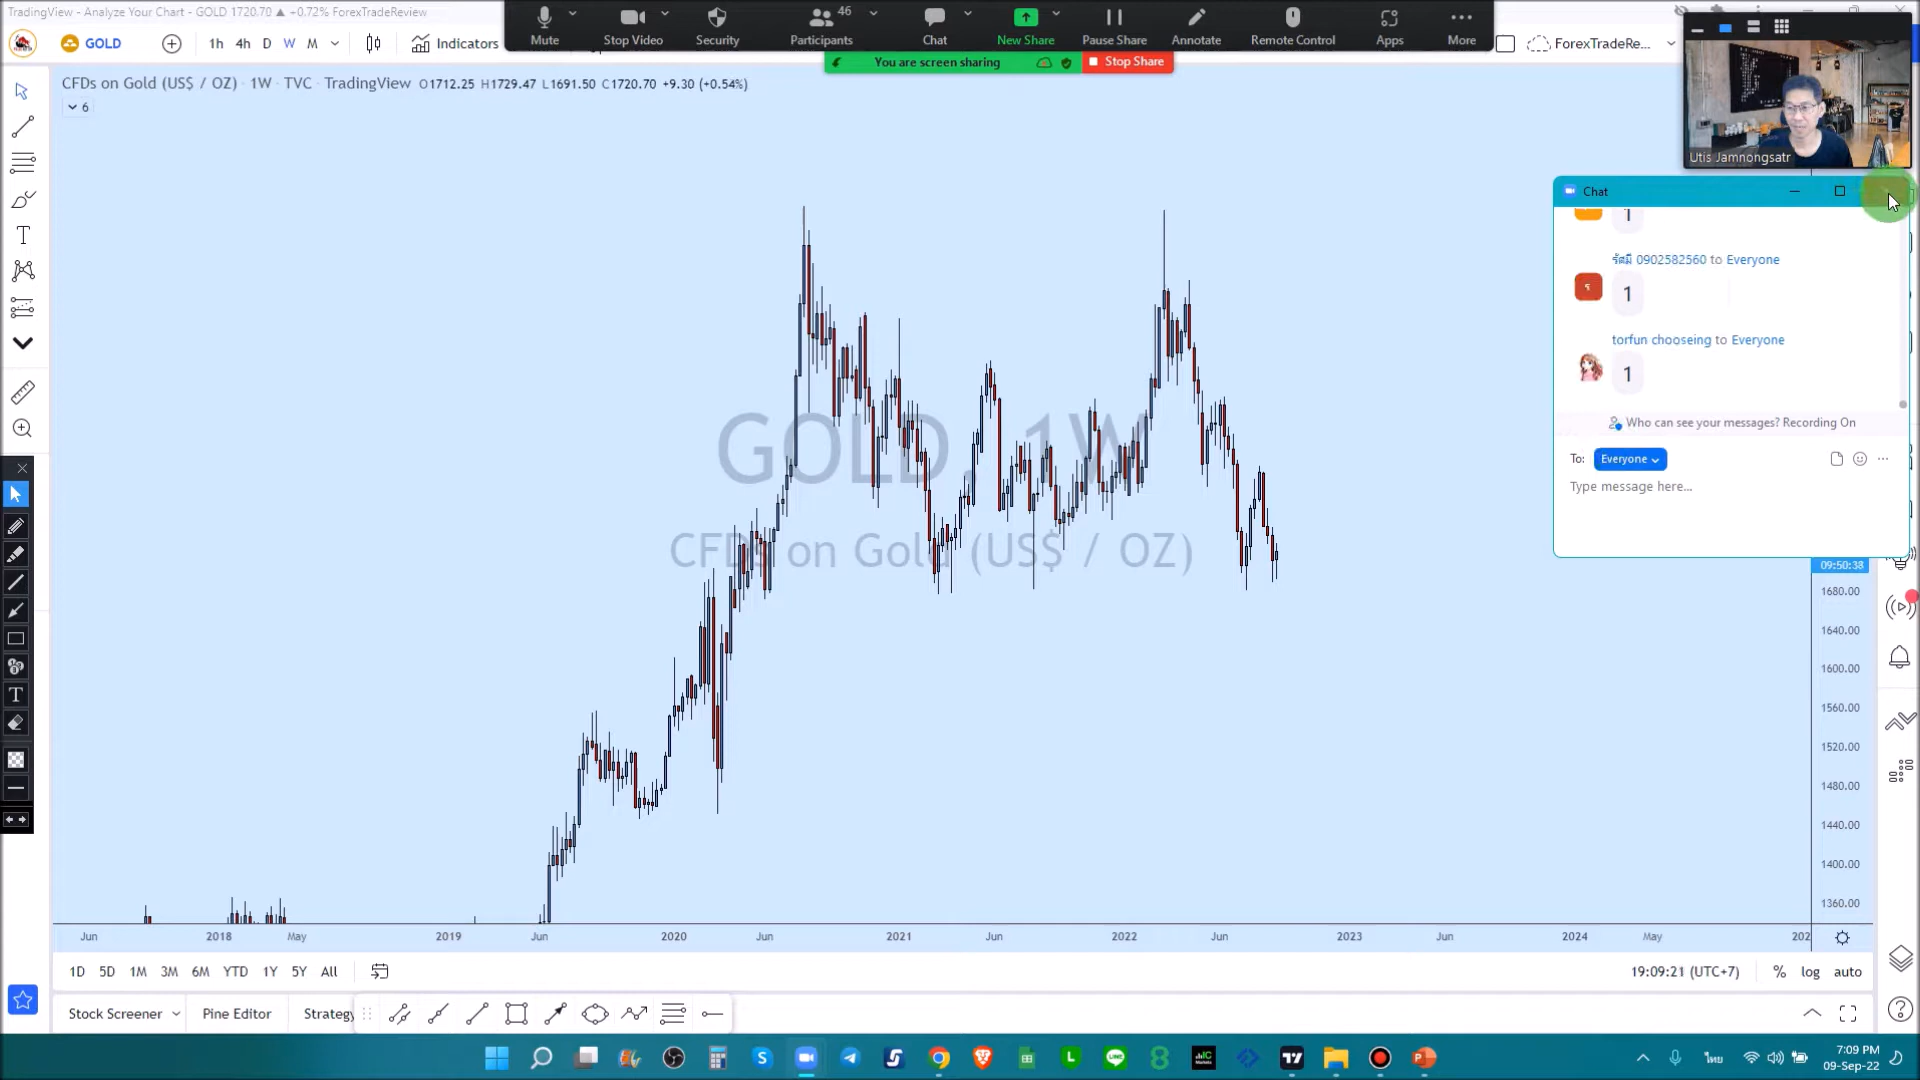 TradingView - Analyze Your Chart - GOLD 1720.70 ▲ +0.72% ForexTradeReview
46
Mute
Stop Video
Security
Participants
Chat
New Share
Pause Share
Annotate
Remote Control
Apps
More
GOLD
1h 4h D W M
Indicators
ForexTradeRe...
You are screen sharing
Stop Share
CFDs on Gold (US$ / OZ) · 1W · TVC · TradingView O1712.25 H1729.47 L1691.50 C1720.70 +9.30 (+0.54%)
6
Utis Jamnongsatr
Chat
1
รัศมี 0902582560 to Everyone
ร
1
torfun chooseing to Everyone
1
Who can see your messages? Recording On
To: Everyone
Type message here...
GOLD, 1W
CFDs on Gold (US$ / OZ)
09:50:38
1680.00
1640.00
1600.00
1560.00
1520.00
1480.00
1440.00
1400.00
1360.00
Jun 2018 May 2019 Jun 2020 Jun 2021 Jun 2022 Jun 2023 Jun 2024 May 202
1D 5D 1M 3M 6M YTD 1Y 5Y All
19:09:21 (UTC+7) % log auto
Stock Screener
Pine Editor
Strategy
ไทย
7:09 PM
09-Sep-22